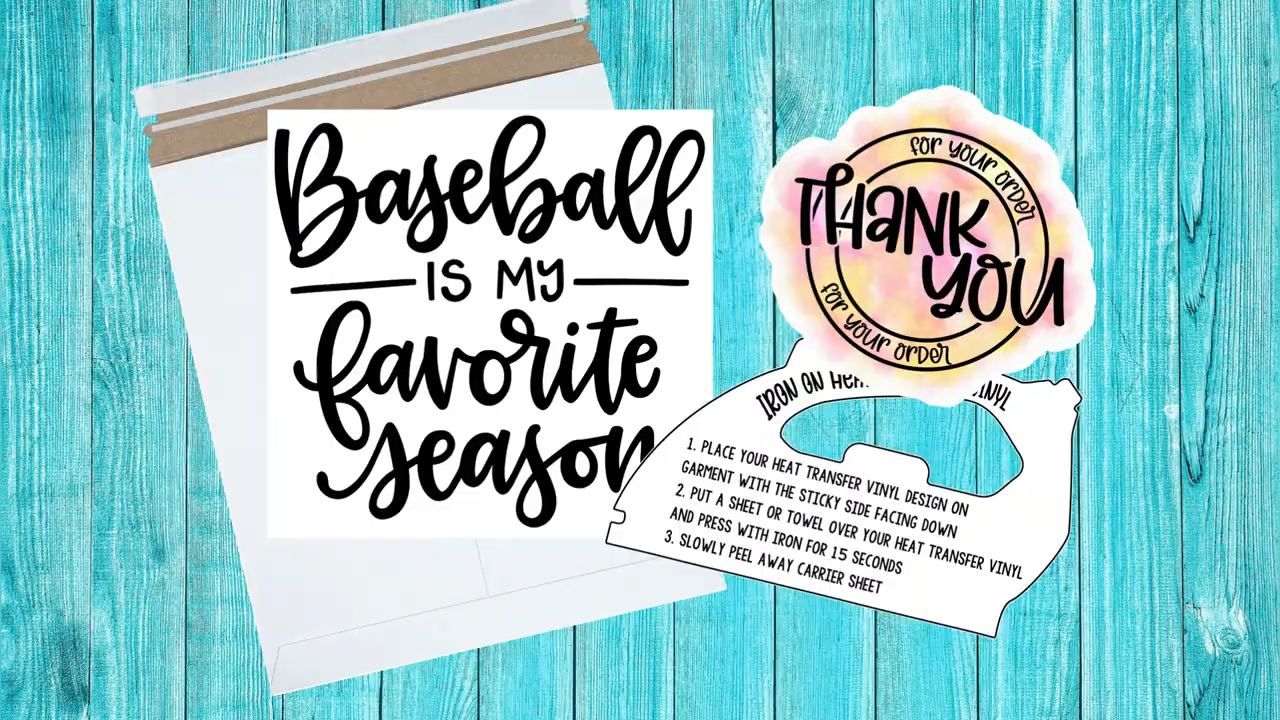 Baseball
IS MY
favorite
season
for your order
THANK
YOU
for your order
IRON ON
VINYL
1. PLACE YOUR HEAT TRANSFER VINYL DESIGN ON
GARMENT WITH THE STICKY SIDE FACING DOWN
2. PUT A SHEET OR TOWEL OVER YOUR HEAT TRANSFER VINYL
AND PRESS WITH IRON FOR 15 SECONDS
3. SLOWLY PEEL AWAY CARRIER SHEET